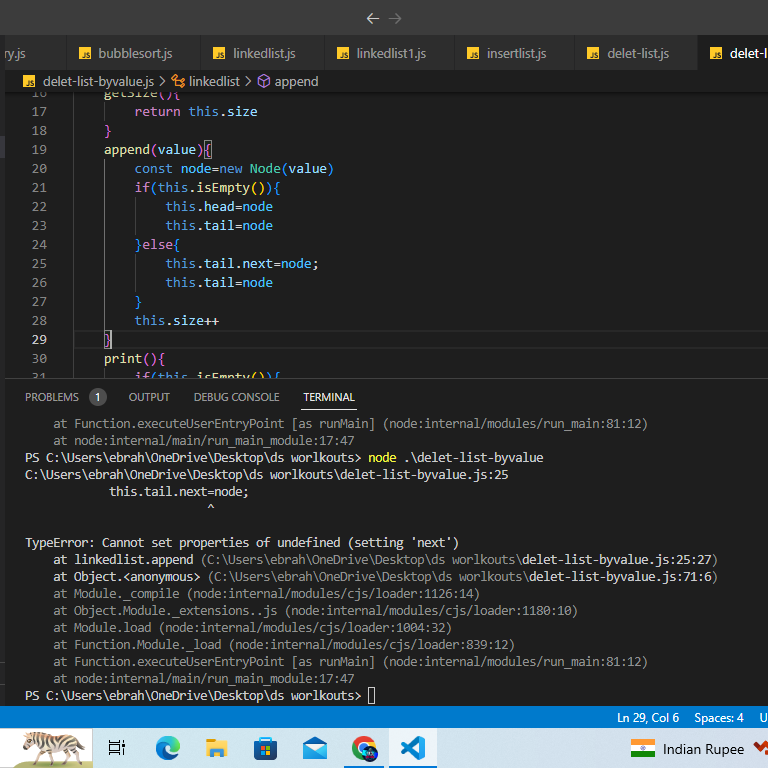 ry.js
JS bubblesort.js
JS linkedlist.js
JS linkedlist1.js
JS insertlist.js
JS delet-list.js
JS delet-l
JS delet-list-byvalue.js > linkedlist > append
16 getSize(){
17 return this.size
18 }
19 append(value){
20 const node=new Node(value)
21 if(this.isEmpty()){
22 this.head=node
23 this.tail=node
24 }else{
25 this.tail.next=node;
26 this.tail=node
27 }
28 this.size++
29 }
30 print(){
31 if(this.isEmpty()){
PROBLEMS 1 OUTPUT DEBUG CONSOLE TERMINAL
at Function.executeUserEntryPoint [as runMain] (node:internal/modules/run_main:81:12)
at node:internal/main/run_main_module:17:47
PS C:\Users\ebrah\OneDrive\Desktop\ds worlkouts> node .\delet-list-byvalue
C:\Users\ebrah\OneDrive\Desktop\ds worlkouts\delet-list-byvalue.js:25
this.tail.next=node;
^
TypeError: Cannot set properties of undefined (setting 'next')
at linkedlist.append (C:\Users\ebrah\OneDrive\Desktop\ds worlkouts\delet-list-byvalue.js:25:27)
at Object.<anonymous> (C:\Users\ebrah\OneDrive\Desktop\ds worlkouts\delet-list-byvalue.js:71:6)
at Module._compile (node:internal/modules/cjs/loader:1126:14)
at Object.Module._extensions..js (node:internal/modules/cjs/loader:1180:10)
at Module.load (node:internal/modules/cjs/loader:1004:32)
at Function.Module._load (node:internal/modules/cjs/loader:839:12)
at Function.executeUserEntryPoint [as runMain] (node:internal/modules/run_main:81:12)
at node:internal/main/run_main_module:17:47
PS C:\Users\ebrah\OneDrive\Desktop\ds worlkouts>
Ln 29, Col 6 Spaces: 4 U
Indian Rupee